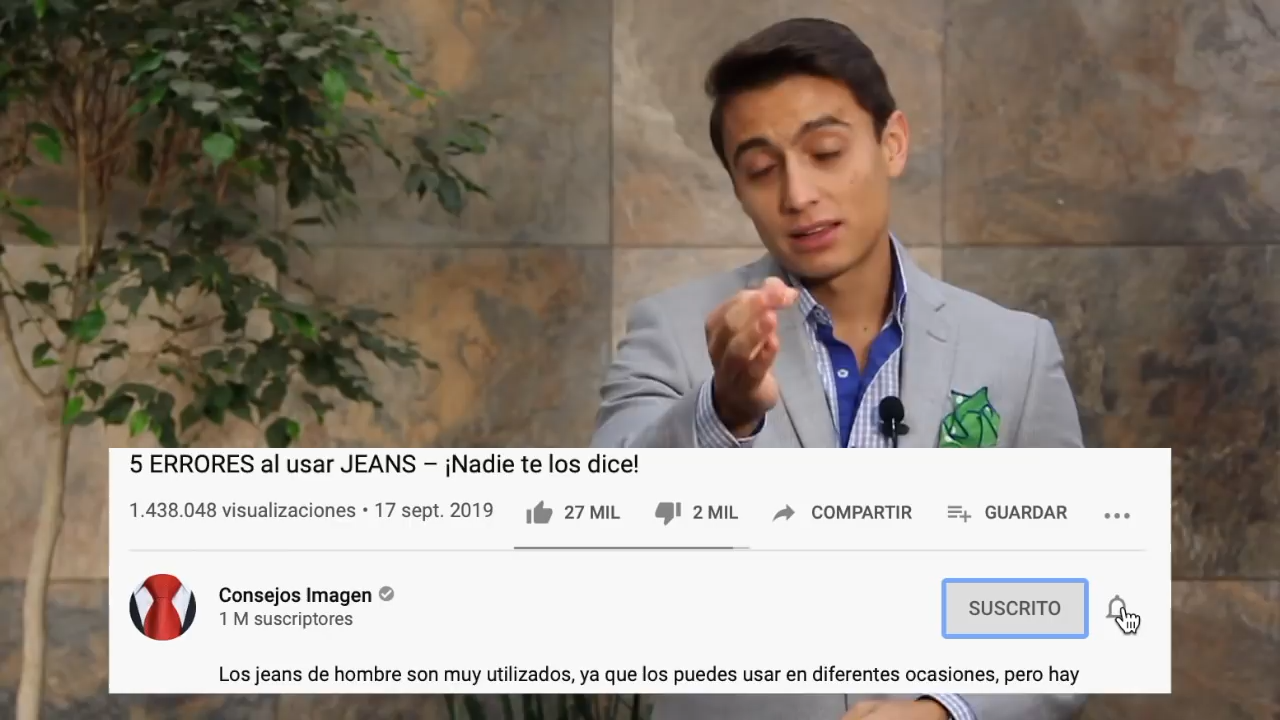 5 ERRORES al usar JEANS – ¡Nadie te los dice!
1.438.048 visualizaciones • 17 sept. 2019 27 MIL 2 MIL COMPARTIR GUARDAR
Consejos Imagen
1 M suscriptores
SUSCRITO
Los jeans de hombre son muy utilizados, ya que los puedes usar en diferentes ocasiones, pero hay